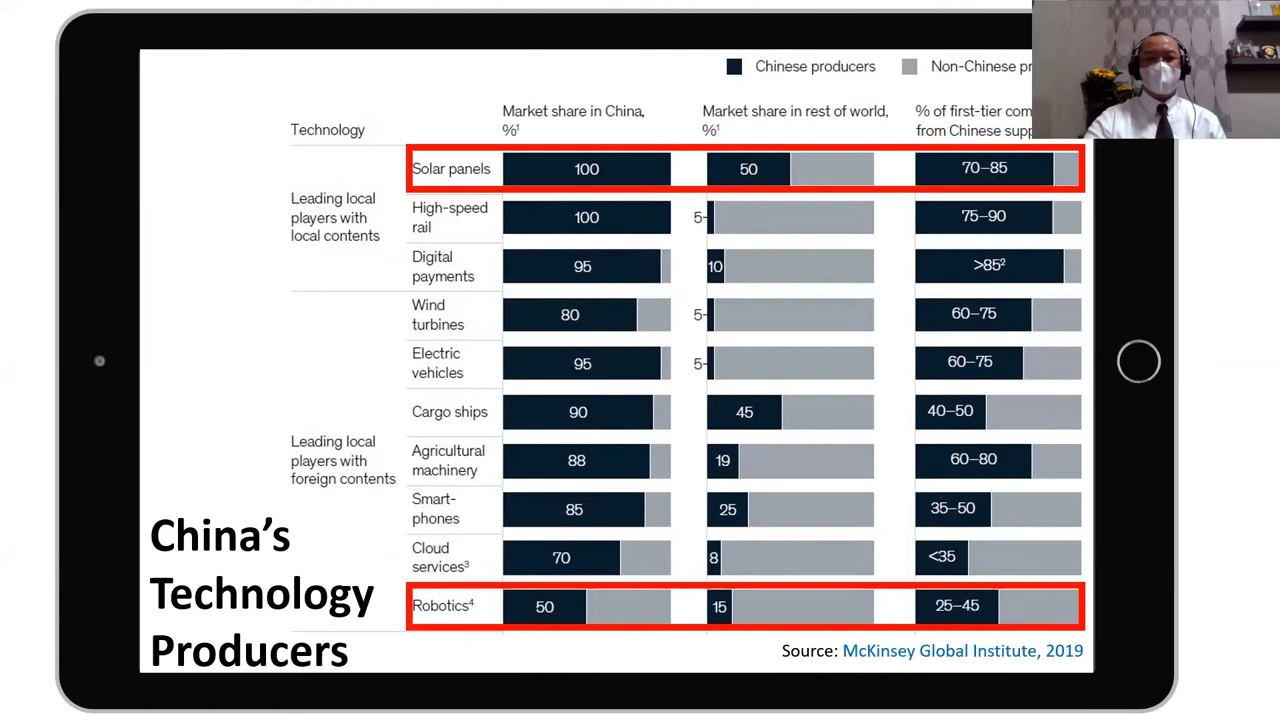 Chinese producers
Non-Chinese
Technology
Market share in China,
%¹
Market share in rest of world,
%¹
% of first-tier
from Chinese
Leading local
players with
local contents
Solar panels
100
50
70–85
High-speed
rail
100
5
75–90
Digital
payments
95
10
>85²
Leading local
players with
foreign contents
Wind
turbines
80
5
60–75
Electric
vehicles
95
5
60–75
Cargo ships
90
45
40–50
Agricultural
machinery
88
19
60–80
Smart-
phones
85
25
35–50
Cloud
services³
70
8
<35
Robotics⁴
50
15
25–45
China's
Technology
Producers
Source: McKinsey Global Institute, 2019